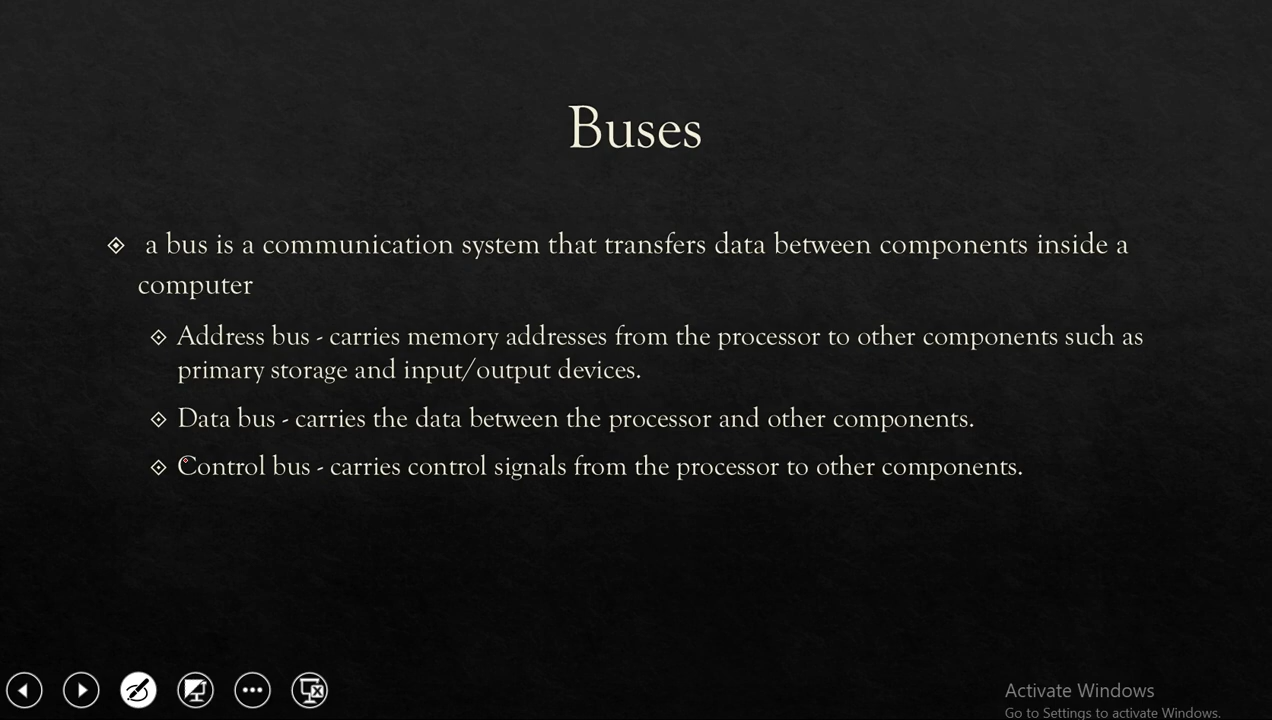 Buses
a bus is a communication system that transfers data between components inside a
computer
Address bus - carries memory addresses from the processor to other components such as
primary storage and input/output devices.
Data bus - carries the data between the processor and other components.
Control bus - carries control signals from the processor to other components.
Activate Windows
Go to Settings to activate Windows.